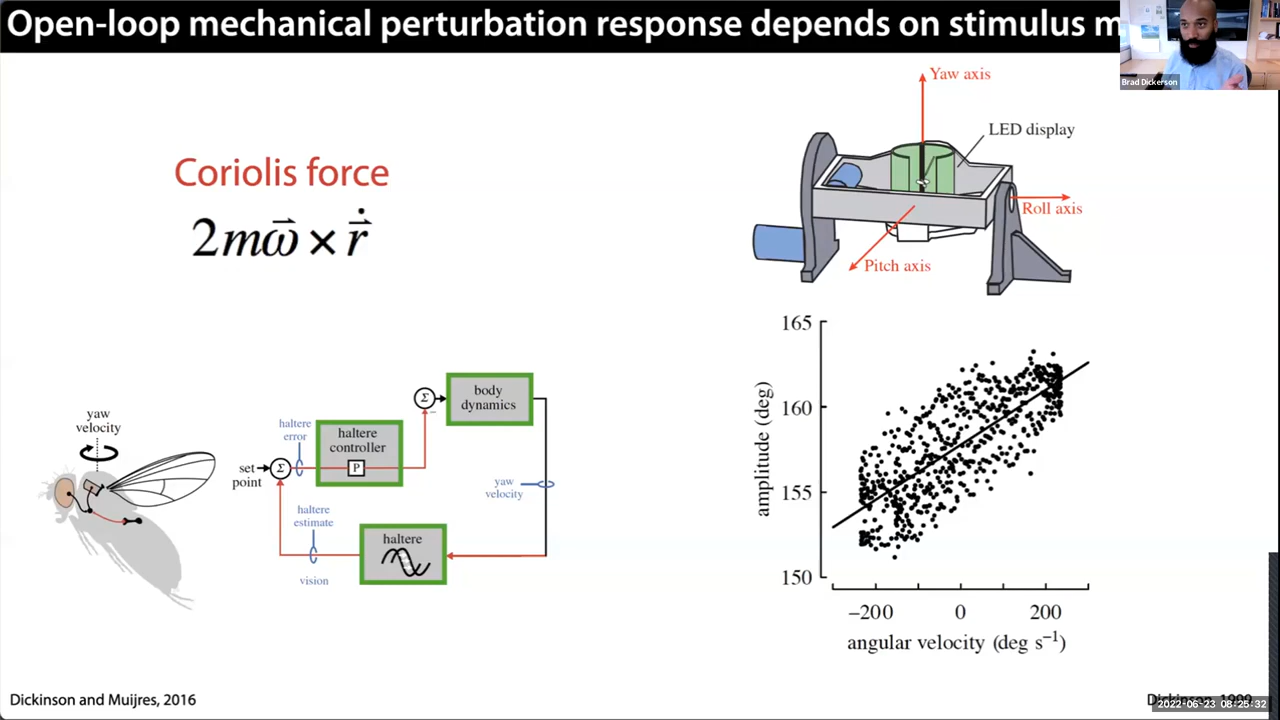 Open-loop mechanical perturbation response depends on stimulus m
Brad Dickerson
Coriolis force
2mω⃗ × r⃗̇
Yaw axis
LED display
Roll axis
Pitch axis
yaw
velocity
set
point
Σ
haltere
error
haltere
controller
P
Σ
–
body
dynamics
yaw
velocity
haltere
haltere
estimate
vision
165
160
155
150
amplitude (deg)
−200 0 200
angular velocity (deg s⁻¹)
Dickinson and Muijres, 2016
Dickinson, 1999
2022-06-23 08:25:32